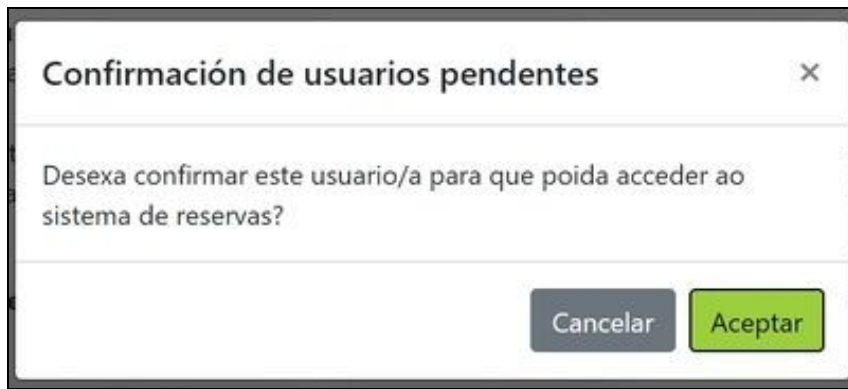 Confirmación de usuarios pendentes
×
Desexa confirmar este usuario/a para que poida acceder ao
sistema de reservas?
Cancelar
Aceptar